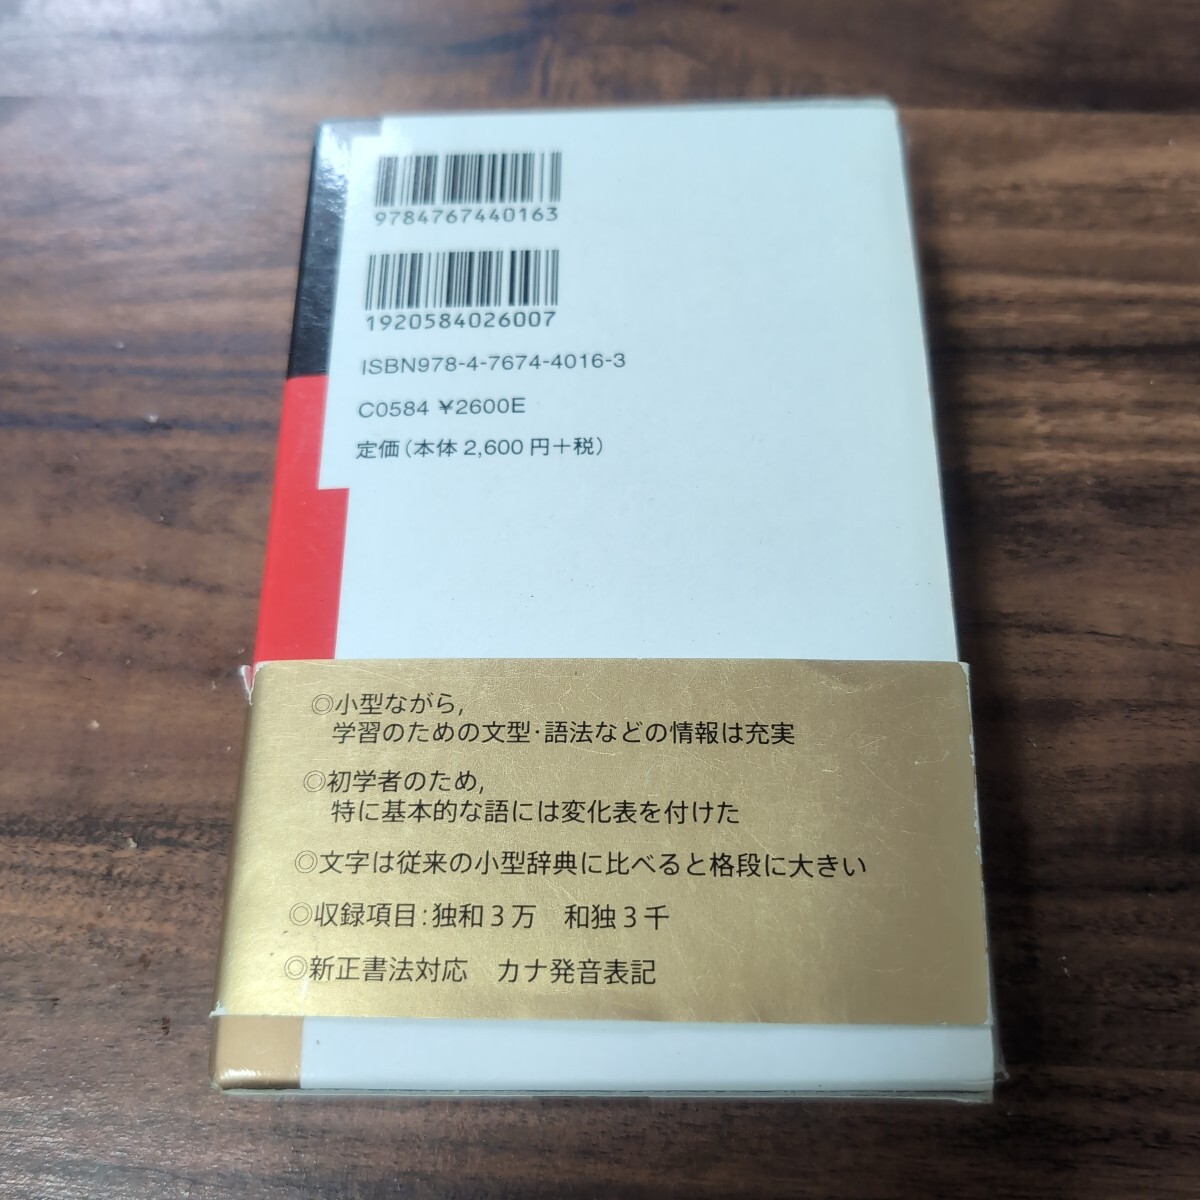 9784767440163
1920584026007
ISBN978-4-7674-4016-3
C0584 ¥2600E
定価(本体 2,600 円+税)
◎小型ながら,
学習のための文型・語法などの情報は充実
◎初学者のため,
特に基本的な語には変化表を付けた
◎文字は従来の小型辞典に比べると格段に大きい
◎収録項目:独和3万 和独3千
◎新正書法対応 カナ発音表記